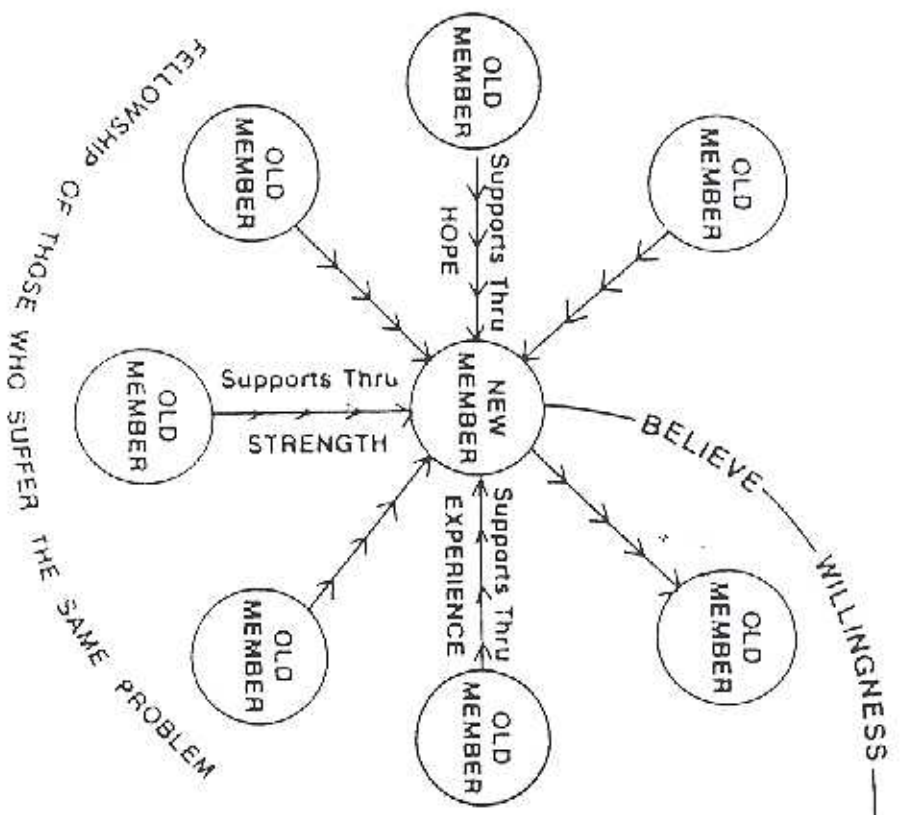 FELLOWSHIP OF THOSE WHO SUFFER THE SAME PROBLEM
OLD
MEMBER
OLD
MEMBER
OLD
MEMBER
Supports Thru
HOPE
OLD
MEMBER
Supports Thru
STRENGTH
NEW
MEMBER
OLD
MEMBER
Supports Thru
EXPERIENCE
OLD
MEMBER
OLD
MEMBER
BELIEVE
WILLINGNESS